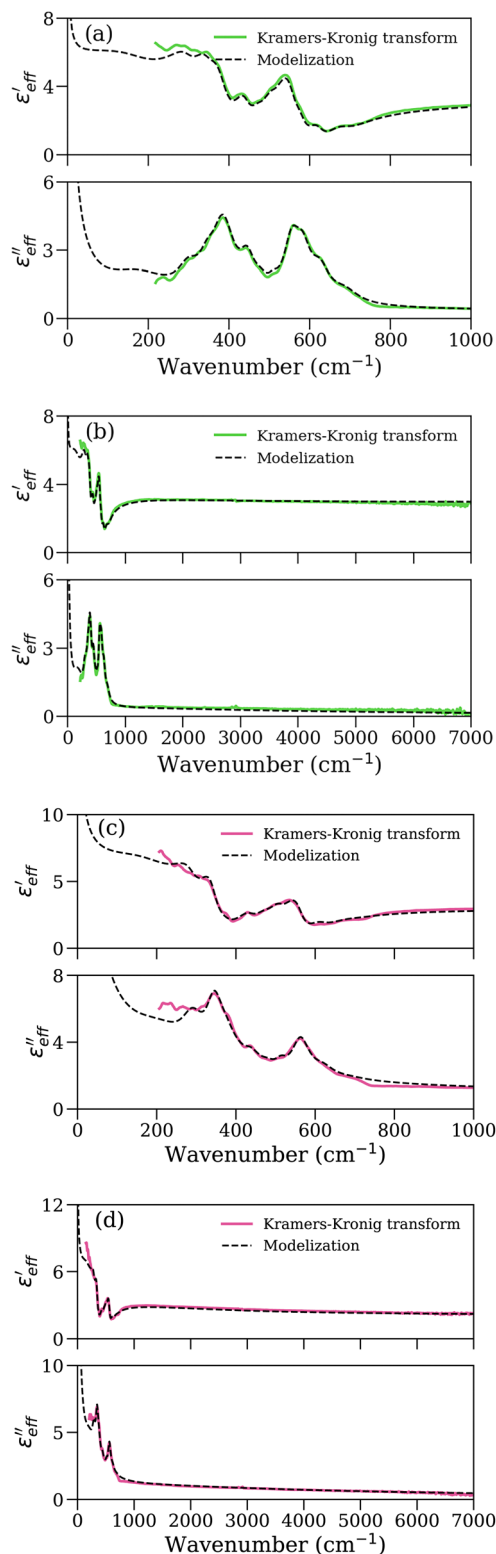 8
(a)
Kramers-Kronig transform
Modelization
4
ε′eff
0
6
3
ε″eff
0
0 200 400 600 800 1000
Wavenumber (cm−1)
8
(b)
Kramers-Kronig transform
Modelization
4
ε′eff
0
6
3
ε″eff
0
0 1000 2000 3000 4000 5000 6000 7000
Wavenumber (cm−1)
10
(c)
Kramers-Kronig transform
Modelization
5
ε′eff
0
8
4
ε″eff
0
0 200 400 600 800 1000
Wavenumber (cm−1)
12
(d)
Kramers-Kronig transform
Modelization
6
ε′eff
0
10
5
ε″eff
0
0 1000 2000 3000 4000 5000 6000 7000
Wavenumber (cm−1)